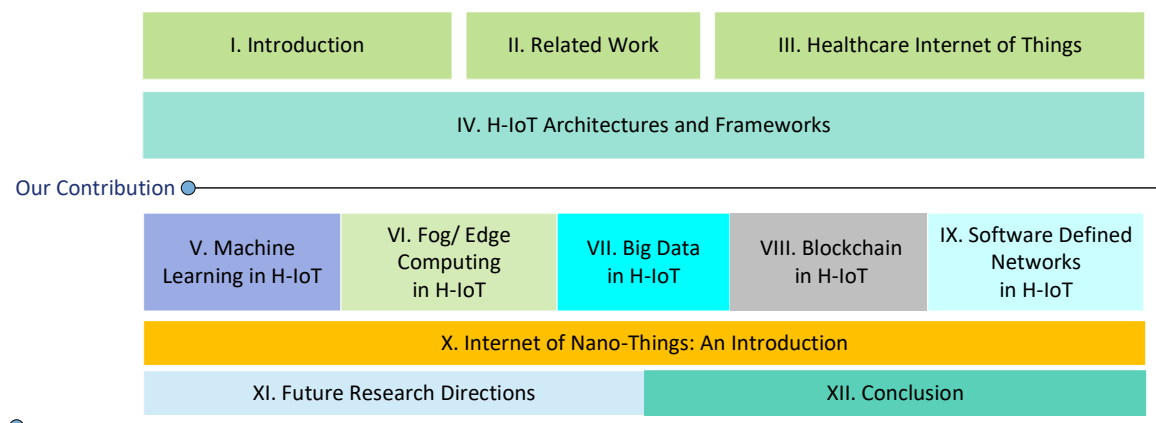 I. Introduction
II. Related Work
III. Healthcare Internet of Things
IV. H-IoT Architectures and Frameworks
Our Contribution
V. Machine
Learning in H-IoT
VI. Fog/ Edge
Computing
in H-IoT
VII. Big Data
in H-IoT
VIII. Blockchain
in H-IoT
IX. Software Defined
Networks
in H-IoT
X. Internet of Nano-Things: An Introduction
XI. Future Research Directions
XII. Conclusion